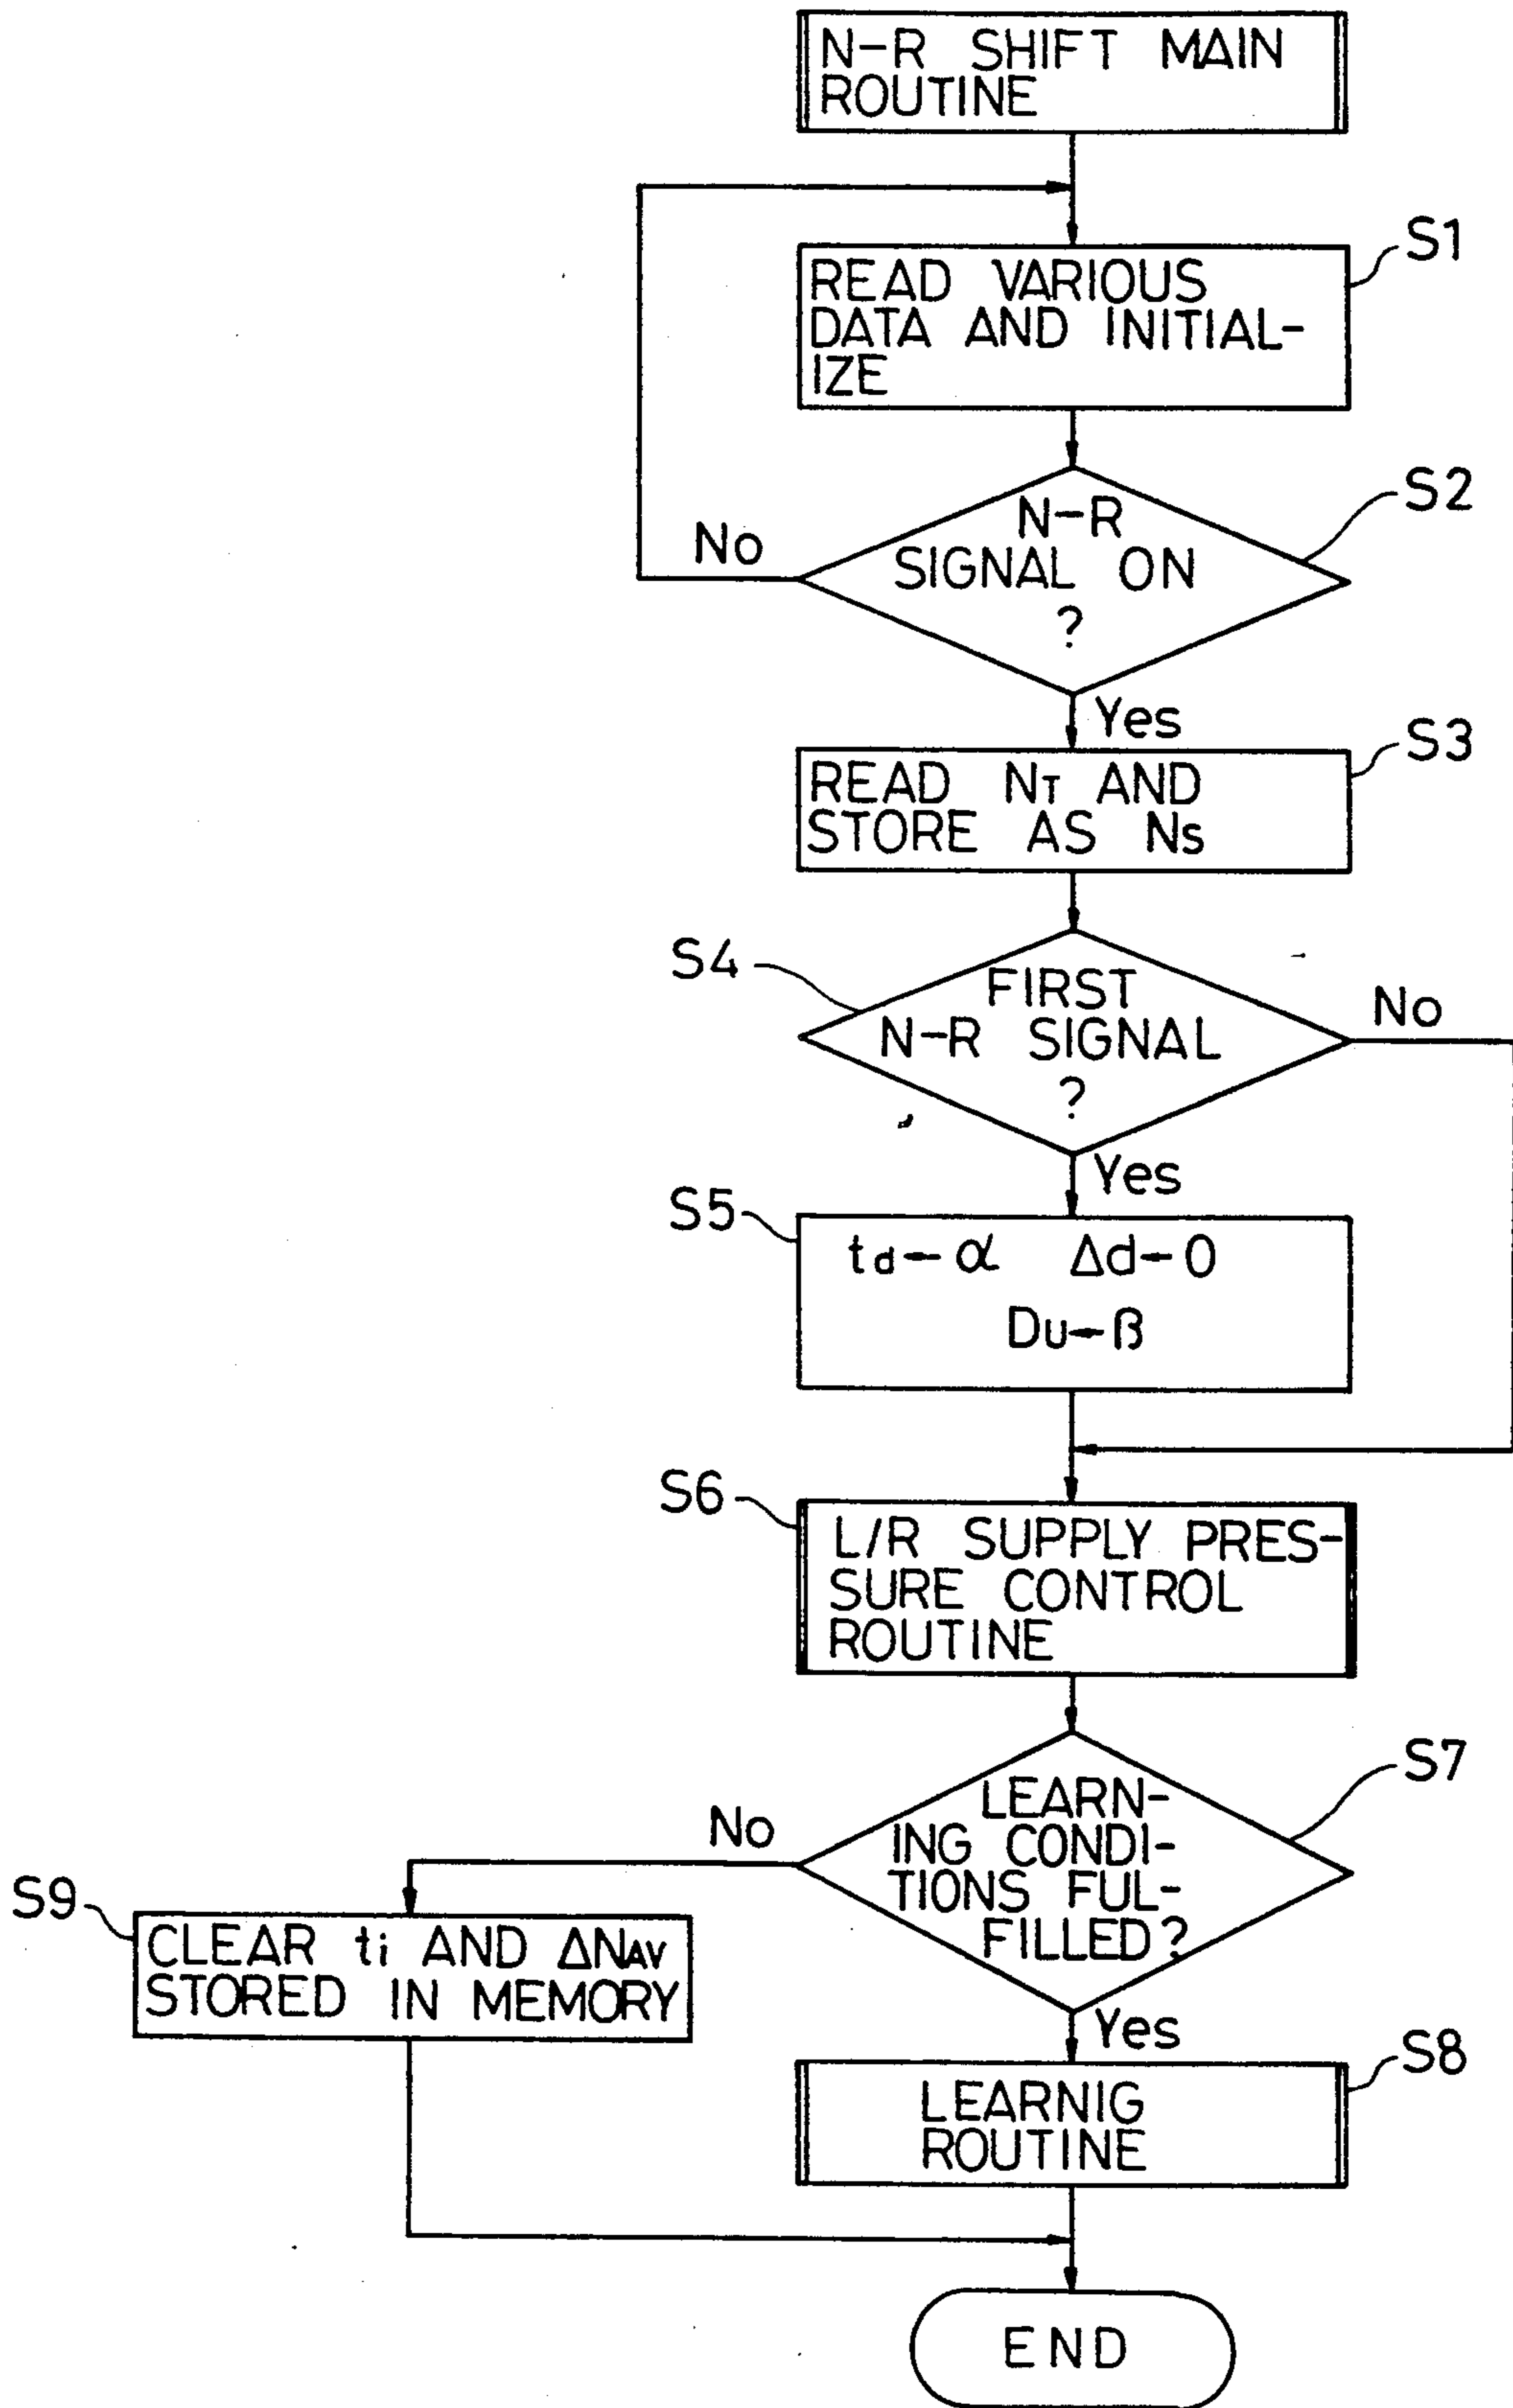 N-R SHIFT MAIN
ROUTINE
S1
READ VARIOUS
DATA AND INITIAL-
IZE
S2
N-R
SIGNAL ON
?
No
Yes
S3
READ NT AND
STORE AS NS
S4
FIRST
N-R SIGNAL
?
No
Yes
S5
td←α Δd←0
DU←β
S6
L/R SUPPLY PRES-
SURE CONTROL
ROUTINE
S7
LEARN-
ING CONDI-
TIONS FUL-
FILLED?
No
S9
CLEAR ti AND ΔNAV
STORED IN MEMORY
Yes
S8
LEARNIG
ROUTINE
END